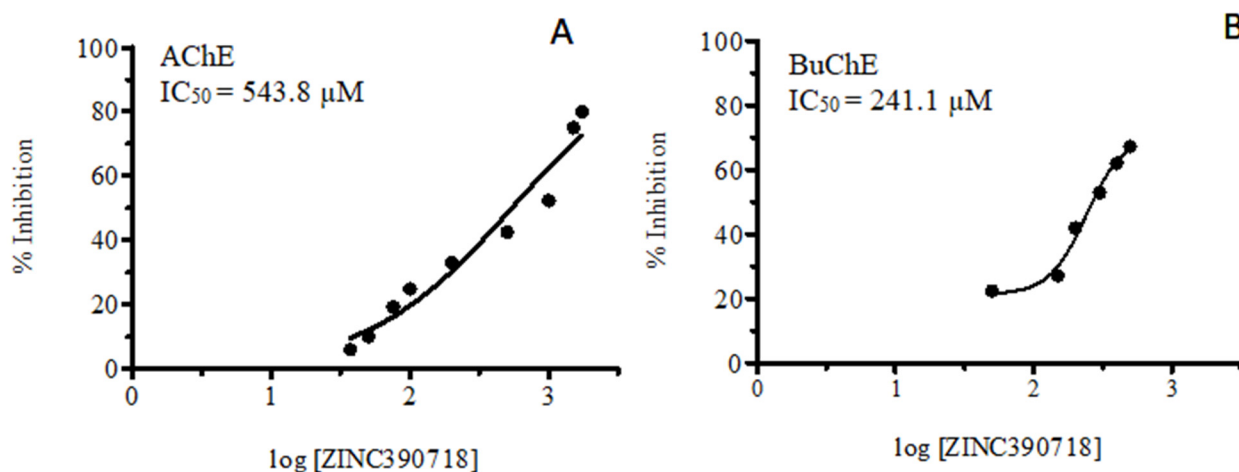 A
AChE
IC50 = 543.8 µM
% Inhibition
100
80
60
40
20
0
0
1
2
3
log [ZINC390718]
B
BuChE
IC50 = 241.1 µM
% Inhibition
100
80
60
40
20
0
0
1
2
3
log [ZINC390718]